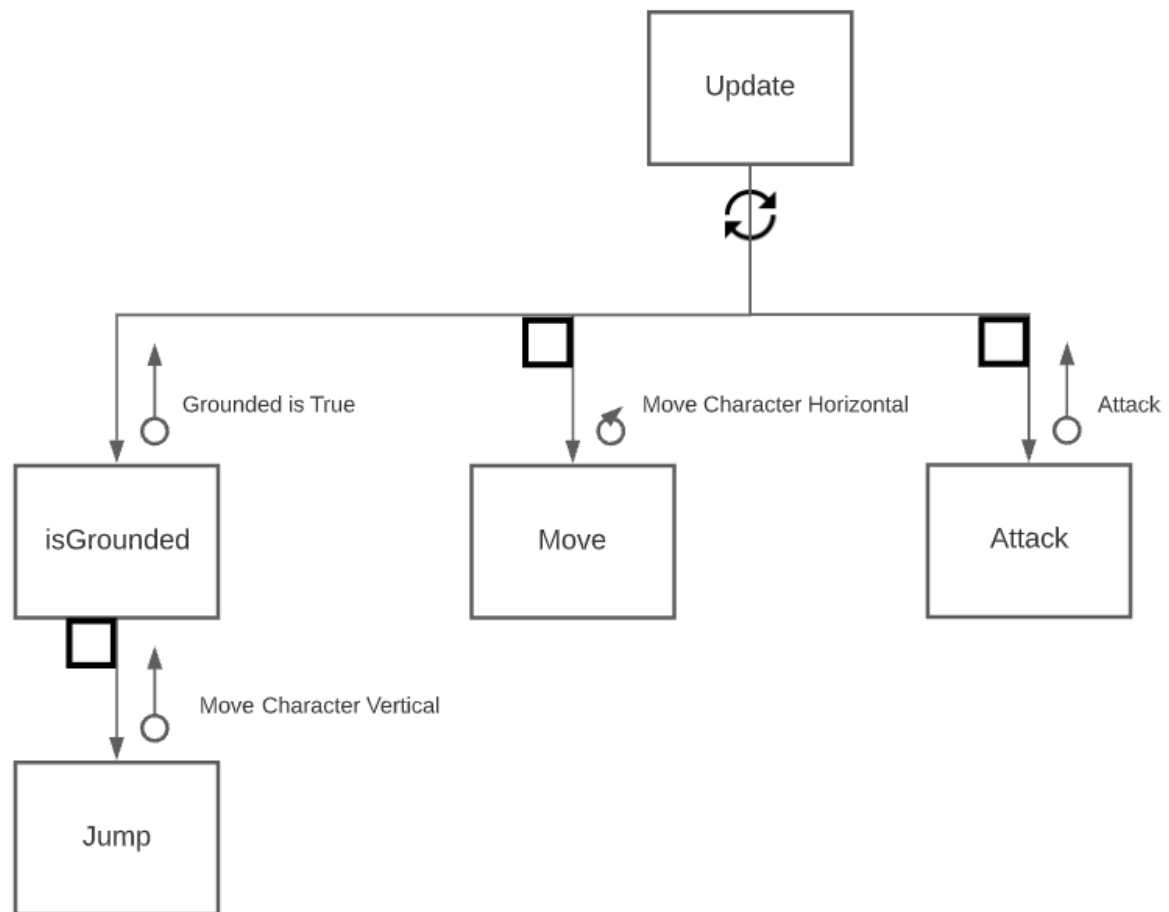 Update
Grounded is True
Move Character Horizontal
Attack
isGrounded
Move
Attack
Move Character Vertical
Jump